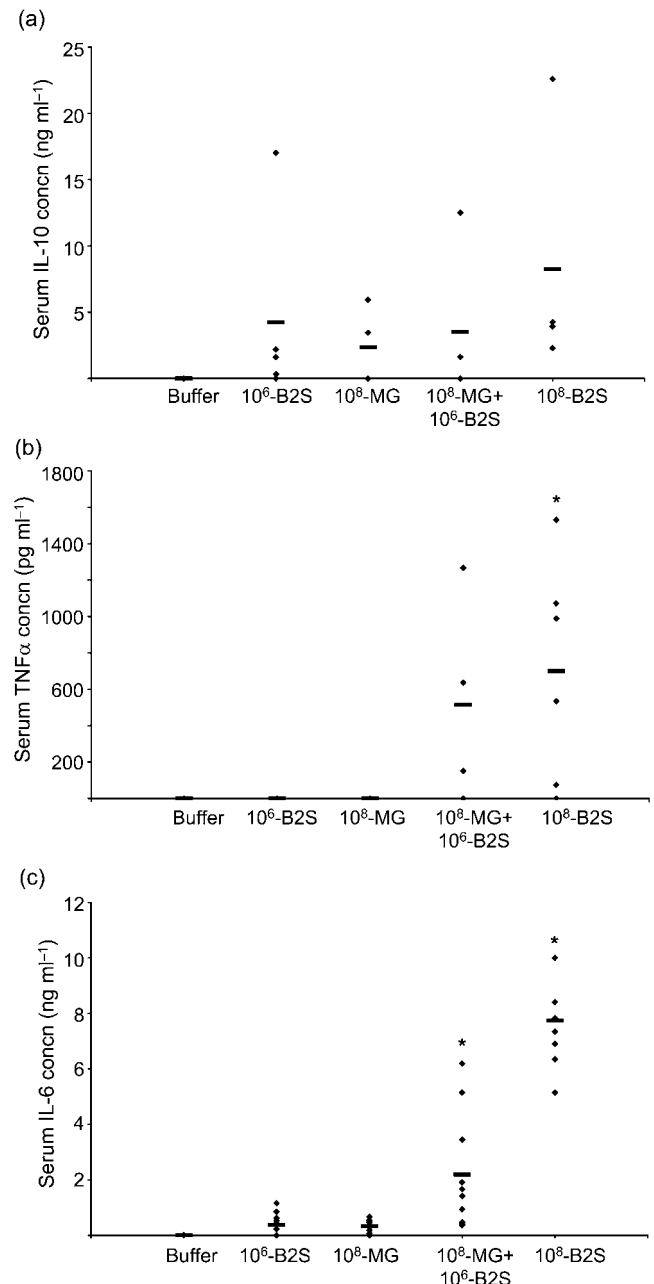 (a)
Serum IL-10 concn (ng ml⁻¹)
25
20
15
10
5
Buffer 10⁶-B2S 10⁸-MG 10⁸-MG+ 10⁸-B2S
10⁶-B2S
(b)
Serum TNFα concn (pg ml⁻¹)
1800
1400
1000
600
200
*
Buffer 10⁶-B2S 10⁸-MG 10⁸-MG+ 10⁸-B2S
10⁶-B2S
(c)
Serum IL-6 concn (ng ml⁻¹)
12
10
8
6
4
2
*
*
Buffer 10⁶-B2S 10⁸-MG 10⁸-MG+ 10⁸-B2S
10⁶-B2S